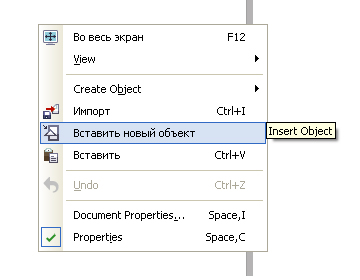 Во весь экран F12
View
Create Object
Импорт Ctrl+I
Вставить новый объект
Insert Object
Вставить Ctrl+V
Undo Ctrl+Z
Document Properties... Space,I
Properties Space,C